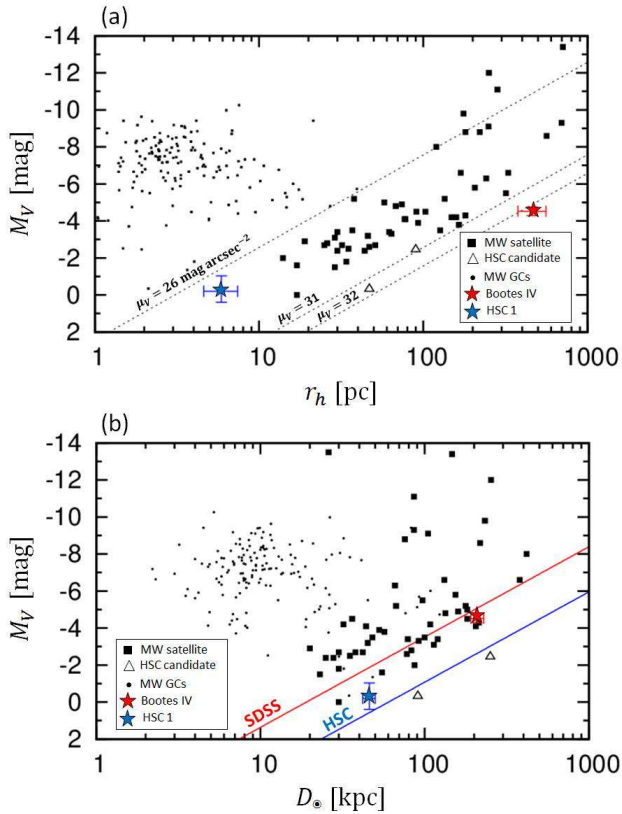 (a)
-14
-12
-10
-8
-6
-4
-2
0
2
M_V [mag]
μ_V = 26 mag arcsec^−2
μ_V = 31
μ_V = 32
MW satellite
HSC candidate
MW GCs
Bootes IV
HSC 1
1 10 100 1000
r_h [pc]
(b)
-14
-12
-10
-8
-6
-4
-2
0
2
M_V [mag]
MW satellite
HSC candidate
MW GCs
Bootes IV
HSC 1
SDSS
HSC
1 10 100 1000
D_⊙ [kpc]